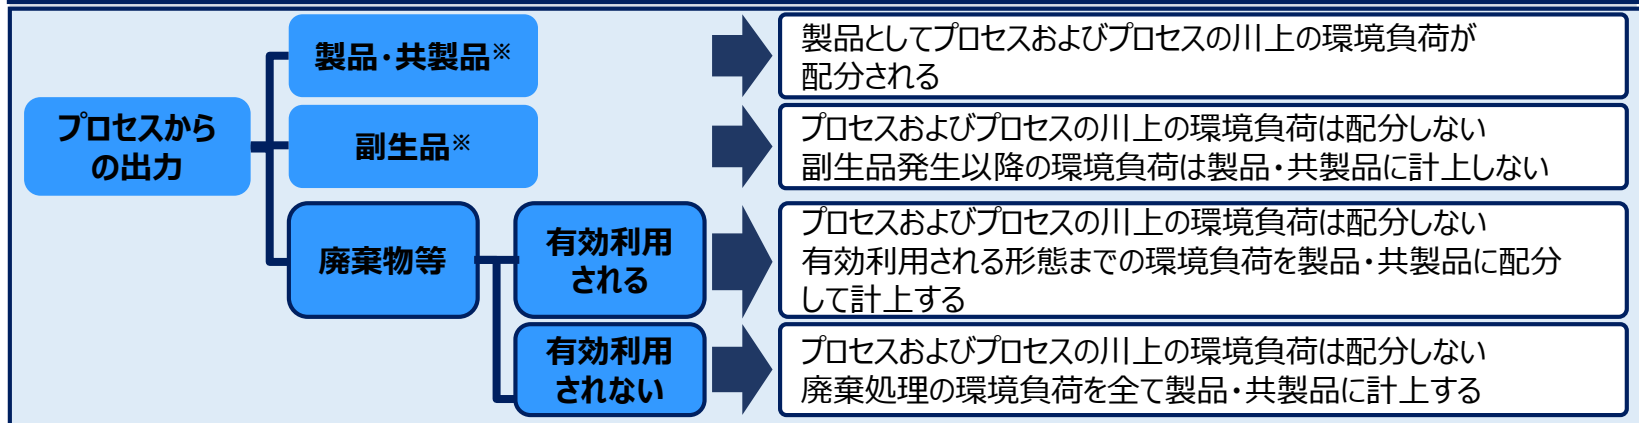 製品・共製品※
製品としてプロセスおよびプロセスの川上の環境負荷が
配分される
プロセスから
の出力
副生品※
プロセスおよびプロセスの川上の環境負荷は配分しない
副生品発生以降の環境負荷は製品・共製品に計上しない
廃棄物等
有効利用
される
プロセスおよびプロセスの川上の環境負荷は配分しない
有効利用される形態までの環境負荷を製品・共製品に配分
して計上する
有効利用
されない
プロセスおよびプロセスの川上の環境負荷は配分しない
廃棄処理の環境負荷を全て製品・共製品に計上する